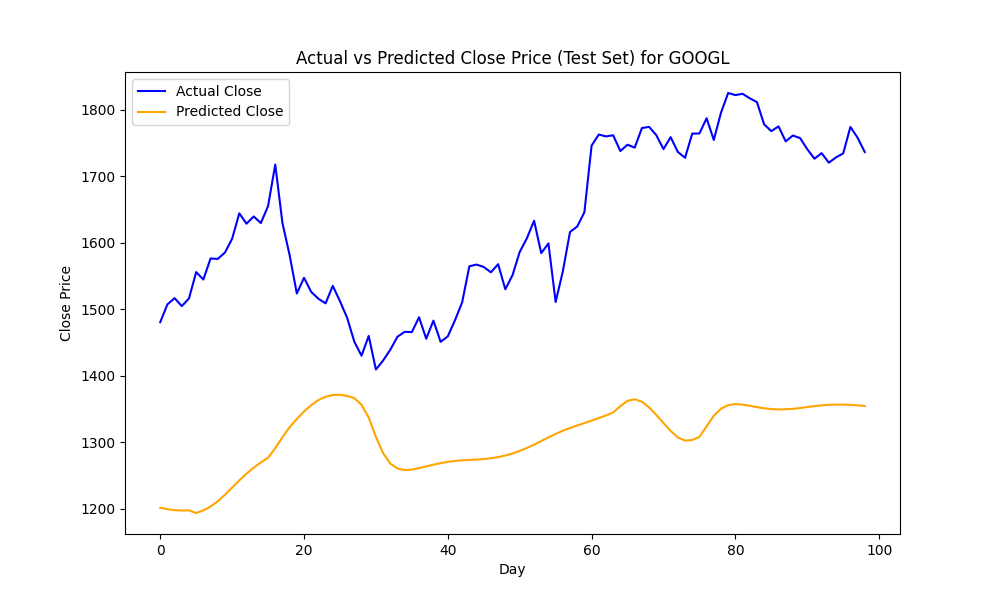 Actual vs Predicted Close Price (Test Set) for GOOGL
Actual Close
Predicted Close
1800
1700
1600
1500
1400
1300
1200
Close Price
0 20 40 60 80 100
Day